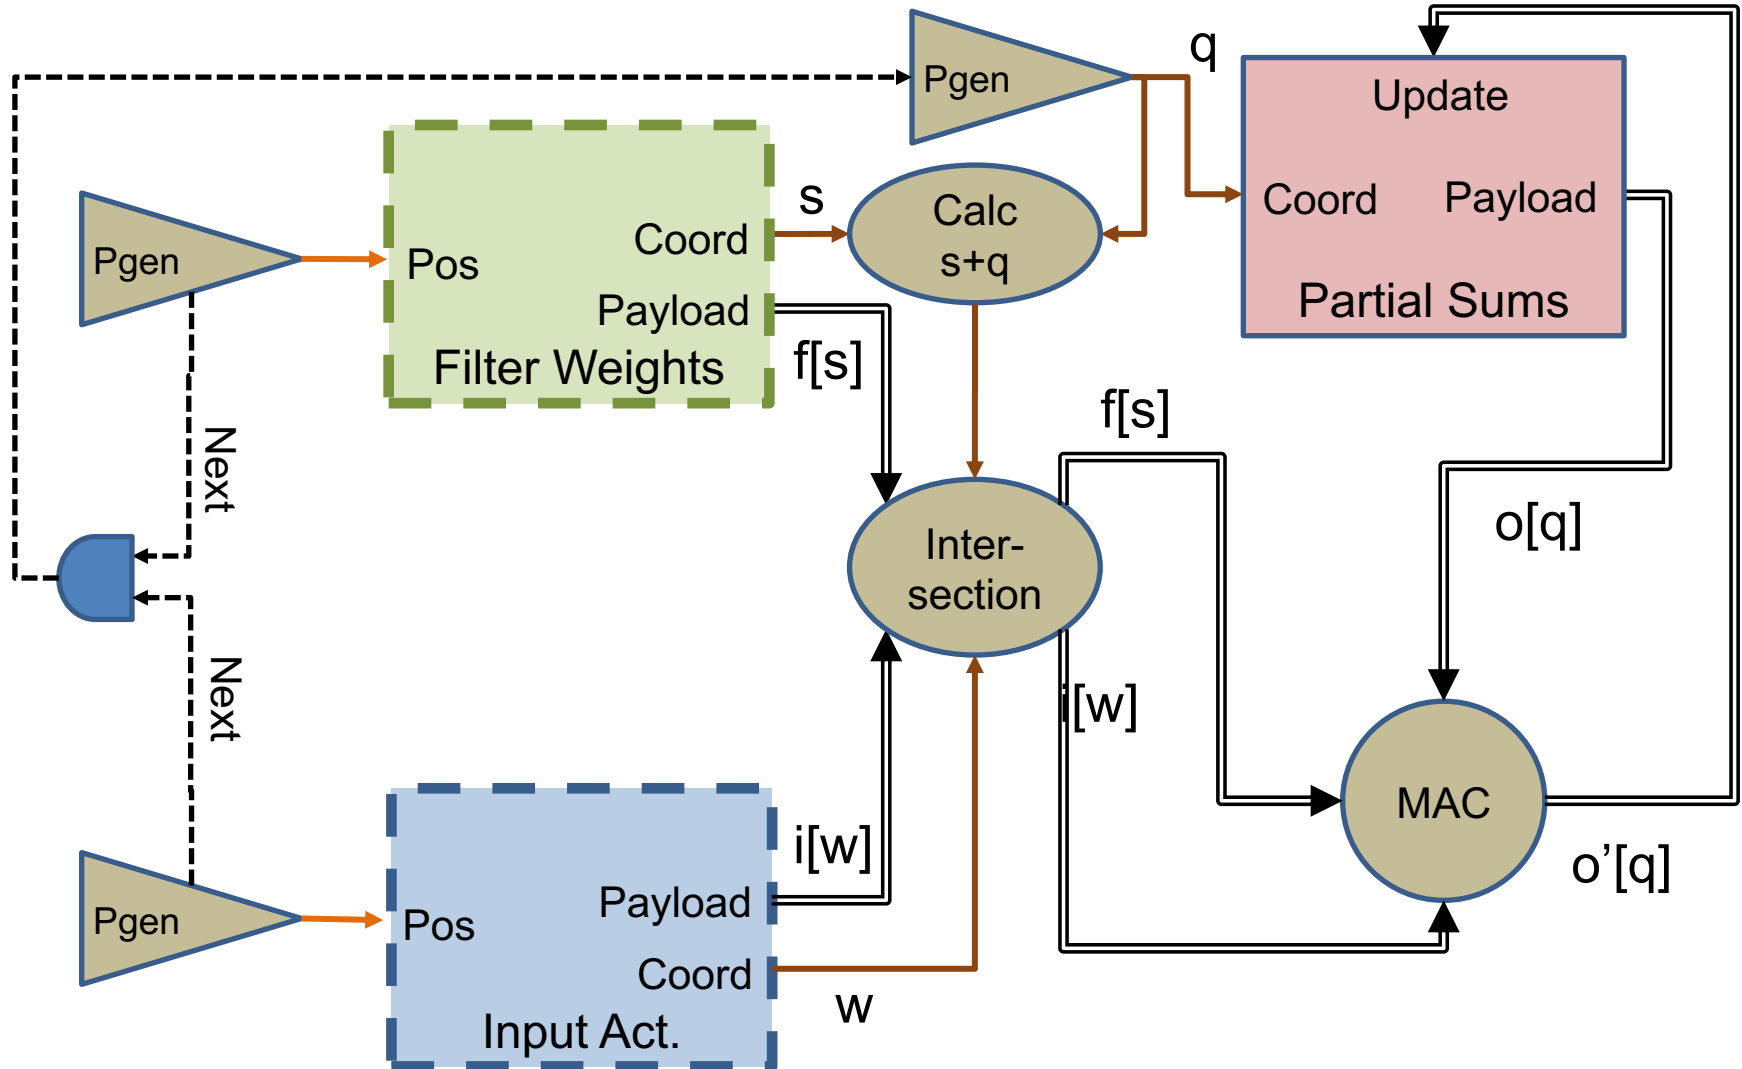 Pgen
q
Update
Coord
Payload
Partial Sums
Pgen
Pos
Coord
Payload
Filter Weights
s
Calc
s+q
f[s]
Next
f[s]
o[q]
Inter-
section
Next
i[w]
MAC
o’[q]
Pgen
Pos
Payload
Coord
Input Act.
i[w]
w